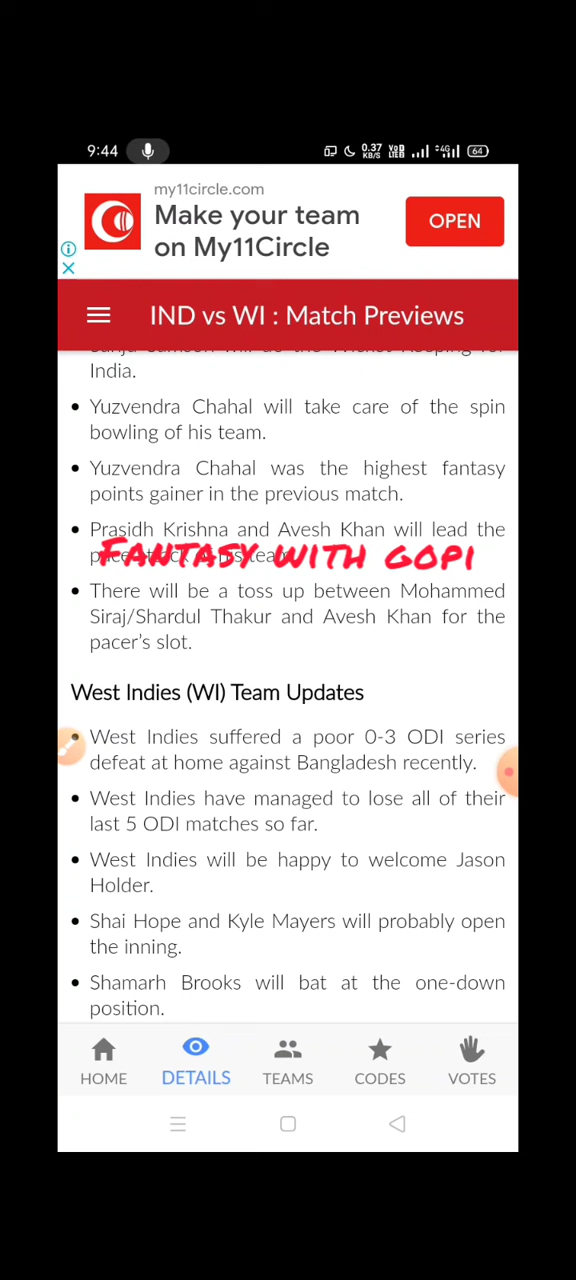 9:44
0.37
KB/S
64
my11circle.com
Make your team
on My11Circle
OPEN
IND vs WI : Match Previews
India.
• Yuzvendra Chahal will take care of the spin
bowling of his team.
• Yuzvendra Chahal was the highest fantasy
points gainer in the previous match.
• Prasidh Krishna and Avesh Khan will lead the
FANTASY WITH GOPI
• There will be a toss up between Mohammed
Siraj/Shardul Thakur and Avesh Khan for the
pacer's slot.
West Indies (WI) Team Updates
• West Indies suffered a poor 0-3 ODI series
defeat at home against Bangladesh recently.
• West Indies have managed to lose all of their
last 5 ODI matches so far.
• West Indies will be happy to welcome Jason
Holder.
• Shai Hope and Kyle Mayers will probably open
the inning.
• Shamarh Brooks will bat at the one-down
position.
HOME
DETAILS
TEAMS
CODES
VOTES